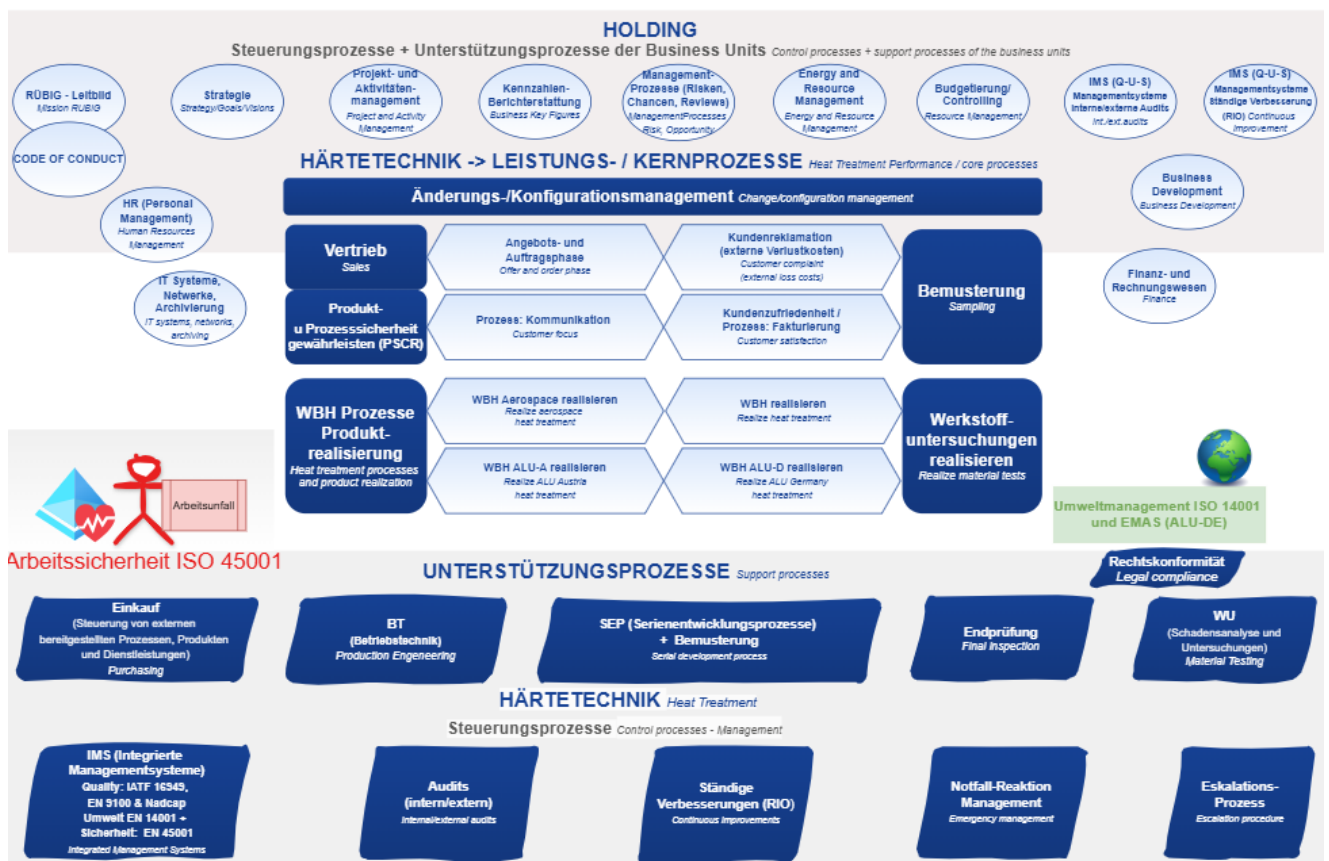 HOLDING
Steuerungsprozesse + Unterstützungsprozesse der Business Units Control processes + support processes of the business units
RÜBIG - Leitbild
Mission RUBIG
CODE OF CONDUCT
Strategie
Strategy/Goals/Visions
Projekt- und
Aktivitäten-
management
Project and Activity
Management
Kennzahlen-
Berichterstattung
Business Key Figures
Management-
Prozesse (Risken,
Chancen, Reviews)
ManagementProcesses
Risk, Opportunity,
Energy and
Resource
Management
Energy and Resource
Management
Budgetierung/
Controlling
Resource Management
IMS (Q-U-S)
Managementsysteme
Interne/externe Audits
Int./ext.audits
IMS (Q-U-S)
Managementsysteme
Ständige Verbesserung
(RIO) Continuous
Improvement
HR (Personal
Management)
Human Resources
Management
IT Systeme,
Netwerke,
Archivierung
IT systems, networks,
archiving
Business
Development
Business Development
Finanz- und
Rechnungswesen
Finance
HÄRTETECHNIK -> LEISTUNGS- / KERNPROZESSE Heat Treatment Performance / core processes
Änderungs-/Konfigurationsmanagement Change/configuration management
Vertrieb
Sales
Angebots- und
Auftragsphase
Offer and order phase
Kundenreklamation
(externe Verlustkosten)
Customer complaint
(external loss costs)
Bemusterung
Sampling
Produkt-
u Prozesssicherheit
gewährleisten (PSCR)
Prozess: Kommunikation
Customer focus
Kundenzufriedenheit /
Prozess: Fakturierung
Customer satisfaction
WBH Prozesse
Produkt-
realisierung
Heat treatment processes
and product realization
WBH Aerospace realisieren
Realize aerospace
heat treatment
WBH realisieren
Realize heat treatment
WBH ALU-A realisieren
Realize ALU Austria
heat treatment
WBH ALU-D realisieren
Realize ALU Germany
heat treatment
Werkstoff-
untersuchungen
realisieren
Realize material tests
Arbeitsunfall
Arbeitssicherheit ISO 45001
Umweltmanagement ISO 14001
und EMAS (ALU-DE)
UNTERSTÜTZUNGSPROZESSE Support processes
Rechtskonformität
Legal compliance
Einkauf
(Steuerung von externen
bereitgestellten Prozessen, Produkten
und Dienstleistungen)
Purchasing
BT
(Betriebstechnik)
Production Engeneering
SEP (Serienentwicklungsprozesse)
+ Bemusterung
Serial development process
Endprüfung
Final inspection
WU
(Schadensanalyse und
Untersuchungen)
Material Testing
HÄRTETECHNIK Heat Treatment
Steuerungsprozesse Control processes - Management
IMS (Integrierte
Managementsysteme)
Quality: IATF 16949,
EN 9100 & Nadcap
Umwelt EN 14001 +
Sicherheit: EN 45001
Integrated Management Systems
Audits
(intern/extern)
Internal/external audits
Ständige
Verbesserungen (RIO)
Continuous improvements
Notfall-Reaktion
Management
Emergency management
Eskalations-
Prozess
Escalation procedure